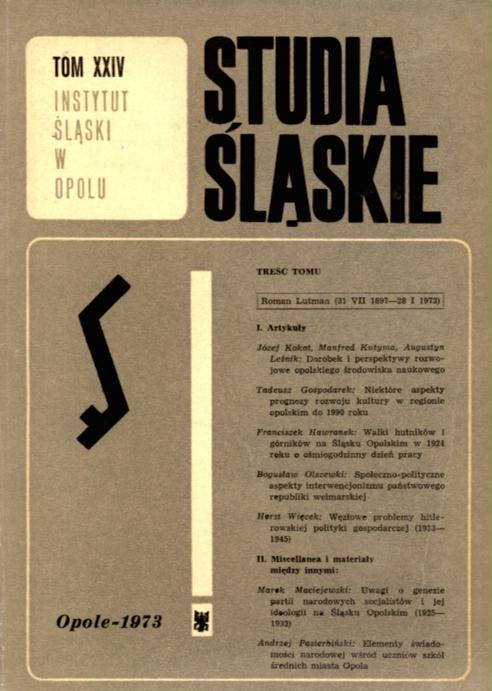 TOM XXIV
INSTYTUT
ŚLĄSKI
W
OPOLU
STUDIA
ŚLĄSKIE
TREŚĆ TOMU
Roman Lutman (31 VII 1897—28 I 1973)
I. Artykuły
Józef Kokot, Manfred Kutyma, Augustyn
Leśnik: Dorobek i perspektywy rozwo-
jowe opolskiego środowiska naukowego
Tadeusz Gospodarek: Niektóre aspekty
prognozy rozwoju kultury w regionie
opolskim do 1990 roku
Franciszek Hawranek: Walki hutników i
górników na Śląsku Opolskim w 1924
roku o ośmiogodzinny dzień pracy
Bogusław Olszewski: Społeczno-polityczne
aspekty interwencjonizmu państwowego
republiki weimarskiej
Horst Więcek: Węzłowe problemy hitle-
rowskiej polityki gospodarczej (1933—
1945)
II. Miscellanea i materiały
między innymi:
Marek Maciejewski: Uwagi o genezie
partii narodowych socjalistów i jej
ideologii na Śląsku Opolskim (1925—
1933)
Andrzej Pasierbiński: Elementy świado-
mości narodowej wśród uczniów szkół
średnich miasta Opola
Opole-1973